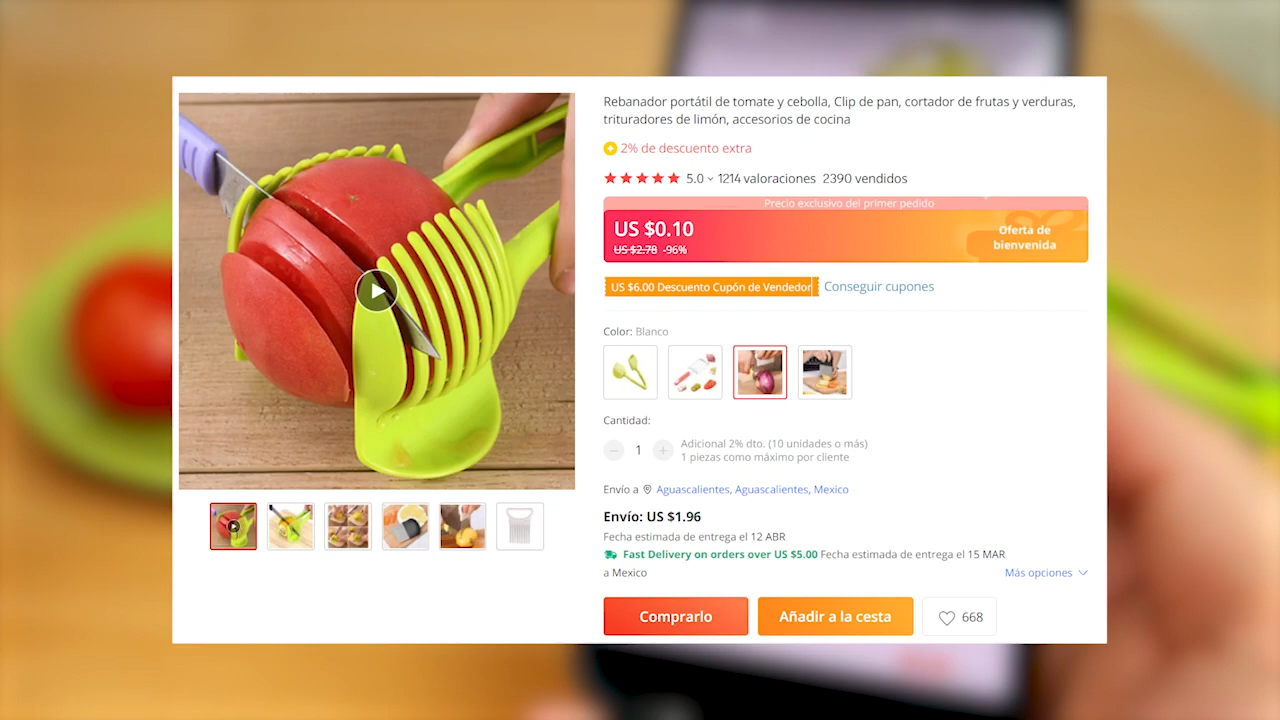 Rebanador portátil de tomate y cebolla, Clip de pan, cortador de frutas y verduras,
trituradores de limón, accesorios de cocina
2% de descuento extra
5.0 1214 valoraciones 2390 vendidos
Precio exclusivo del primer pedido
US $0.10
US $2.78 -96%
Oferta de
bienvenida
US $6.00 Descuento Cupón de Vendedor Conseguir cupones
Color: Blanco
Cantidad:
1
Adicional 2% dto. (10 unidades o más)
1 piezas como máximo por cliente
Envío a Aguascalientes, Aguascalientes, Mexico
Envío: US $1.96
Fecha estimada de entrega el 12 ABR
Fast Delivery on orders over US $5.00 Fecha estimada de entrega el 15 MAR
a Mexico
Más opciones
Comprarlo
Añadir a la cesta
668